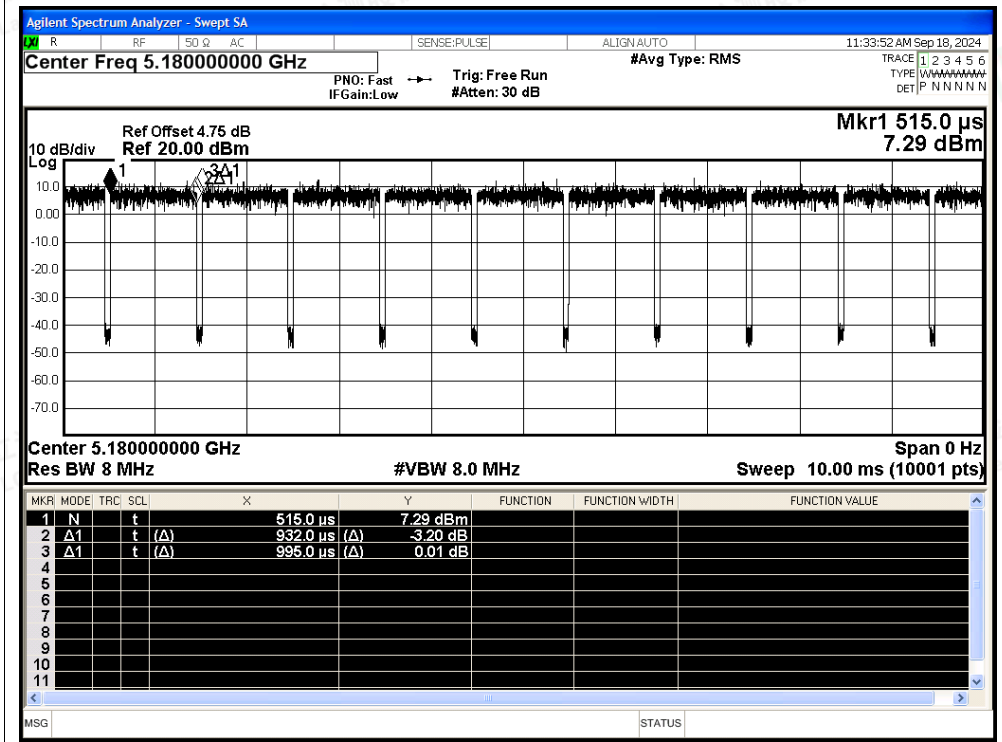 Agilent Spectrum Analyzer - Swept SA
LXI R RF 50 Ω AC SENSE:PULSE ALIGN AUTO 11:33:52 AM Sep 18, 2024
Center Freq 5.180000000 GHz #Avg Type: RMS TRACE 1 2 3 4 5 6
PNO: Fast Trig: Free Run TYPE WWWWWW
IFGain:Low #Atten: 30 dB DET P N N N N N
Mkr1 515.0 µs
Ref Offset 4.75 dB
10 dB/div Ref 20.00 dBm 7.29 dBm
Log
1 2Δ1 3Δ1
10.0
0.00
-10.0
-20.0
-30.0
-40.0
-50.0
-60.0
-70.0
Center 5.180000000 GHz Span 0 Hz
Res BW 8 MHz #VBW 8.0 MHz Sweep 10.00 ms (10001 pts)
MKR MODE TRC SCL X Y FUNCTION FUNCTION WIDTH FUNCTION VALUE
1 N t 515.0 µs 7.29 dBm
2 Δ1 t (Δ) 932.0 µs (Δ) -3.20 dB
3 Δ1 t (Δ) 995.0 µs (Δ) 0.01 dB
4
5
6
7
8
9
10
11
MSG STATUS